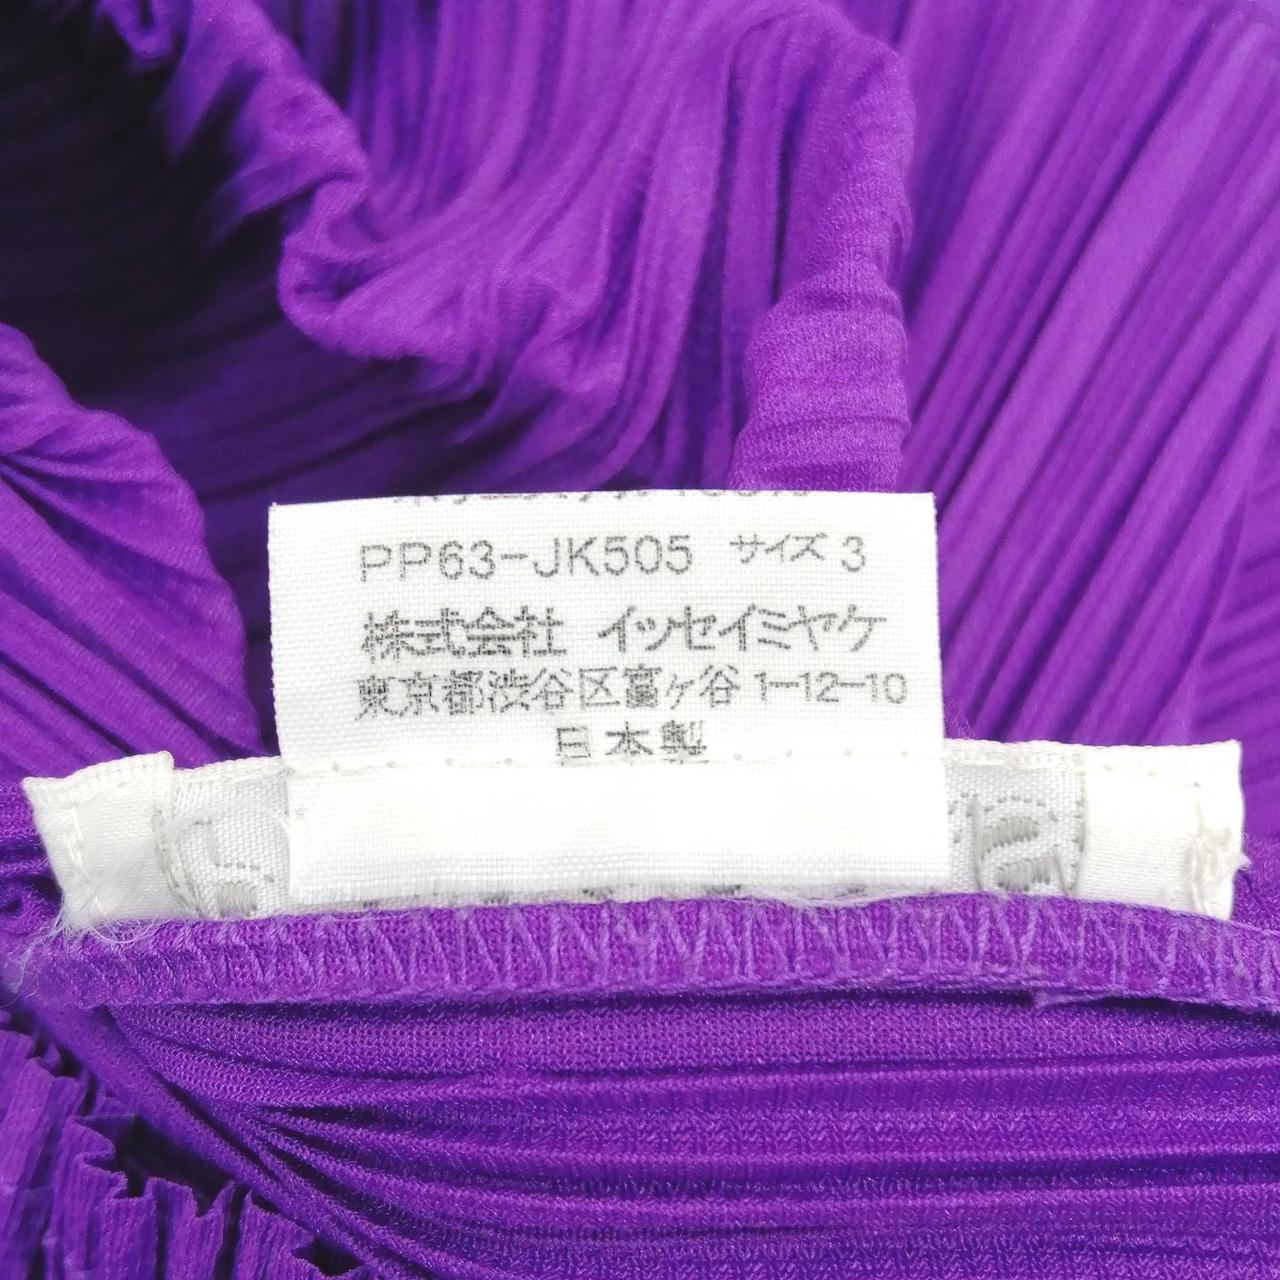 PP63-JK505 サイズ3
株式会社 イッセイミヤケ
東京都渋谷区富ヶ谷1-12-10
日本製